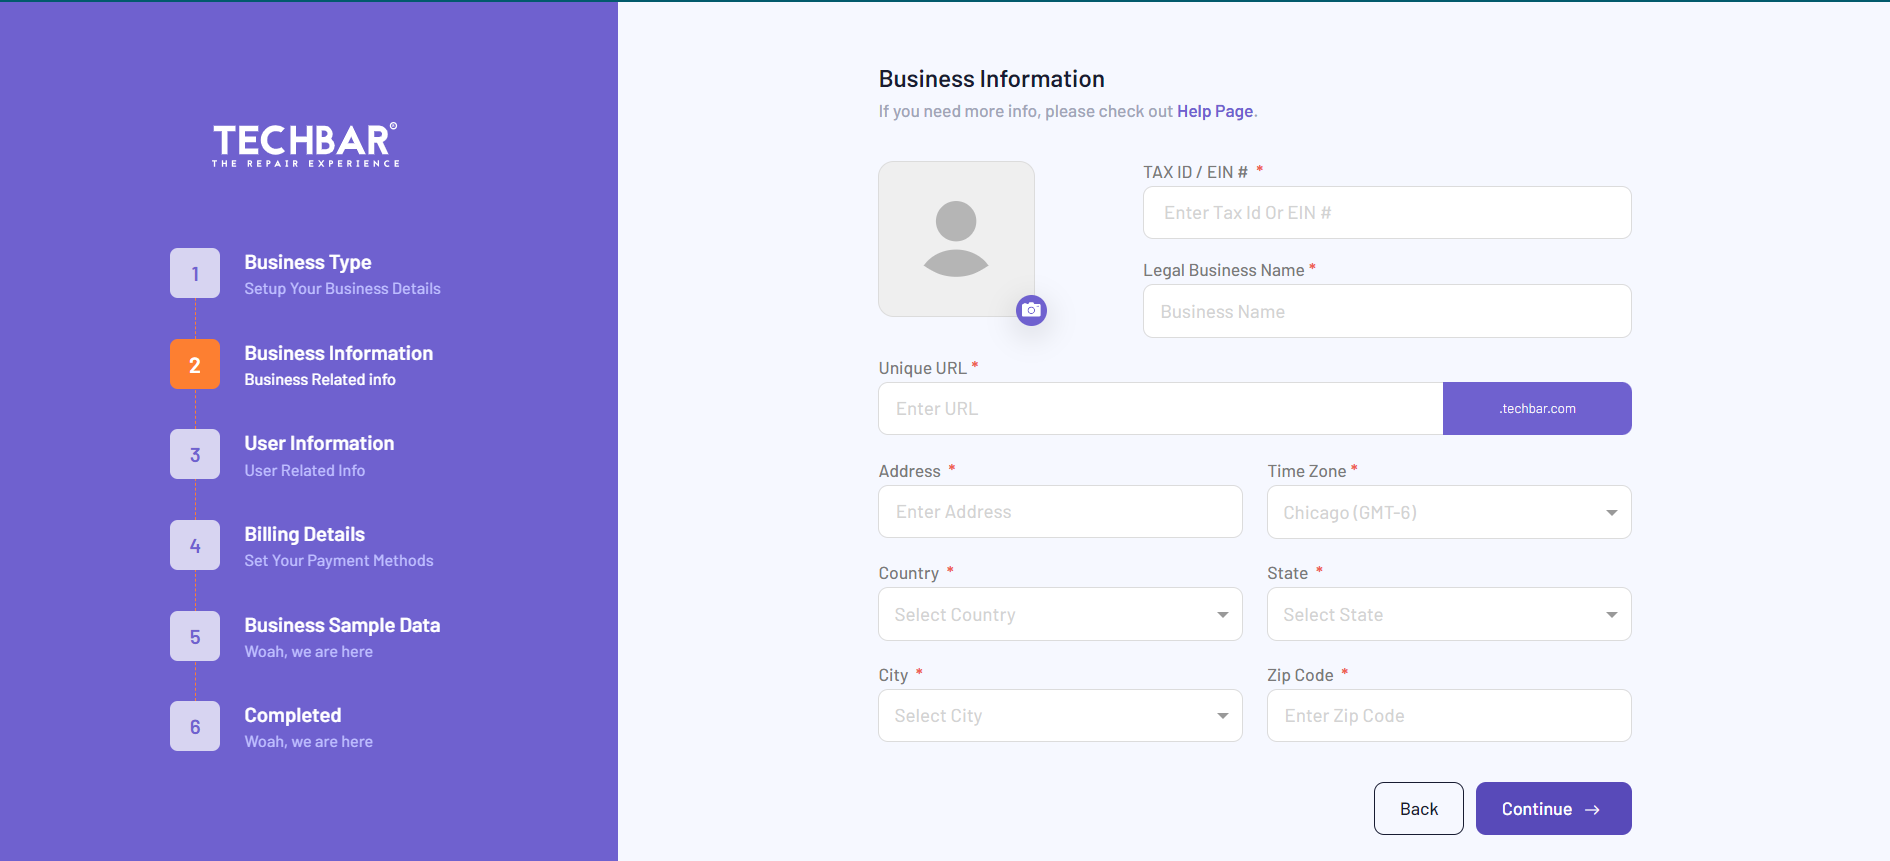 TECHBAR®
THE REPAIR EXPERIENCE
1
Business Type
Setup Your Business Details
2
Business Information
Business Related info
3
User Information
User Related Info
4
Billing Details
Set Your Payment Methods
5
Business Sample Data
Woah, we are here
6
Completed
Woah, we are here
Business Information
If you need more info, please check out Help Page.
TAX ID / EIN # *
Enter Tax Id Or EIN #
Legal Business Name *
Business Name
Unique URL *
Enter URL
.techbar.com
Address *
Enter Address
Time Zone *
Chicago (GMT-6)
Country *
Select Country
State *
Select State
City *
Select City
Zip Code *
Enter Zip Code
Back
Continue →